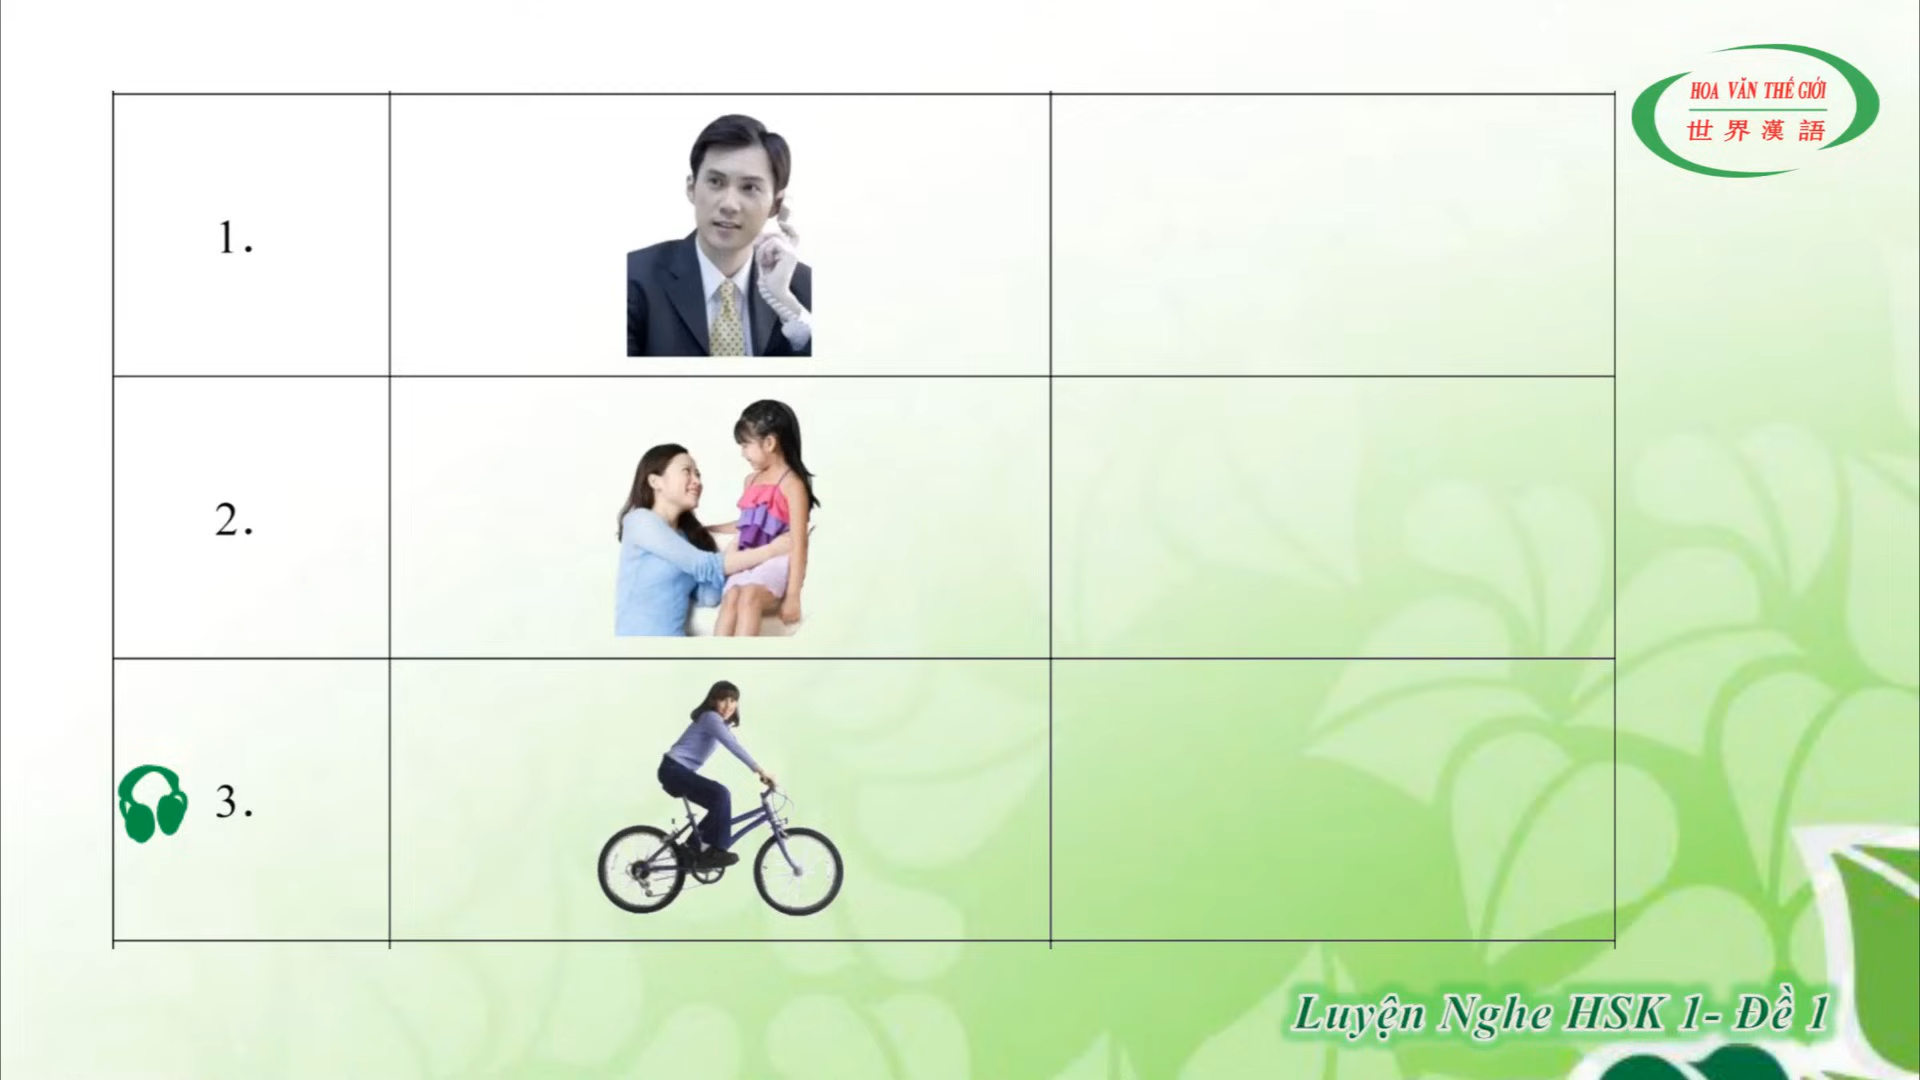 HOA VĂN THẾ GIỚI
世界漢語
1.
2.
3.
Luyện Nghe HSK 1- Đề 1